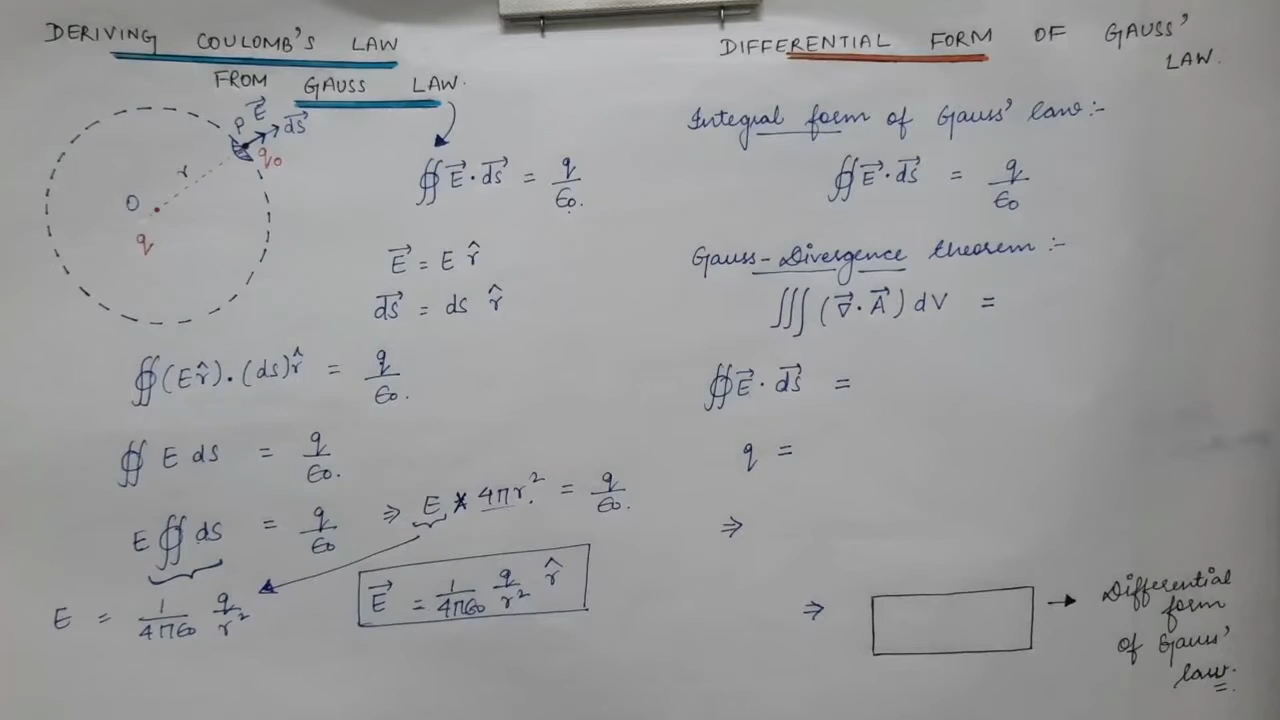 DERIVING COULOMB'S LAW
FROM GAUSS LAW.
P E⃗ ds⃗
q₀
r
O
q
∯ E⃗ · ds⃗ = q/ε₀.
E⃗ = E r̂
ds⃗ = ds r̂
∯ (E r̂) · (ds) r̂ = q/ε₀.
∯ E ds = q/ε₀.
E ∯ ds = q/ε₀ ⇒ E * 4πr² = q/ε₀.
E = 1/4πε₀ q/r²
E⃗ = 1/4πε₀ q/r² r̂
DIFFERENTIAL FORM OF GAUSS'
LAW.
Integral form of Gauss' law:-
∯ E⃗ · ds⃗ = q/ε₀
Gauss-Divergence theorem:-
∭ (∇⃗ · A⃗) dV =
∯ E⃗ · ds⃗ =
q =
⇒
⇒ → Differential
form
of Gauss'
law.